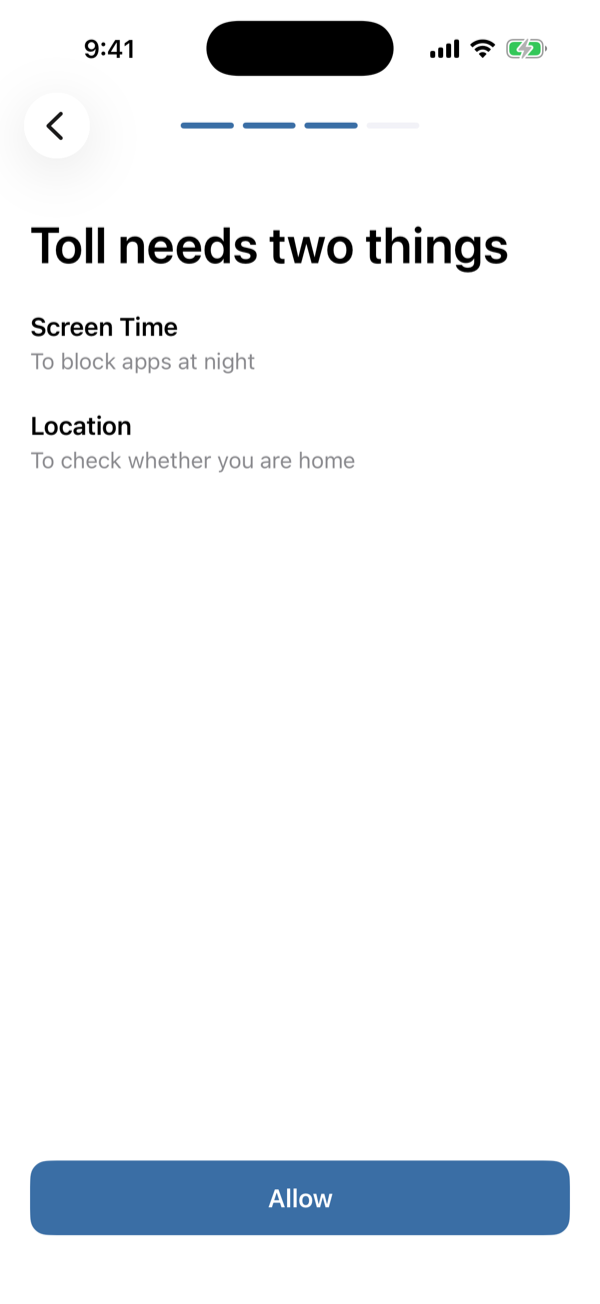 9:41
Toll needs two things
Screen Time
To block apps at night
Location
To check whether you are home
Allow